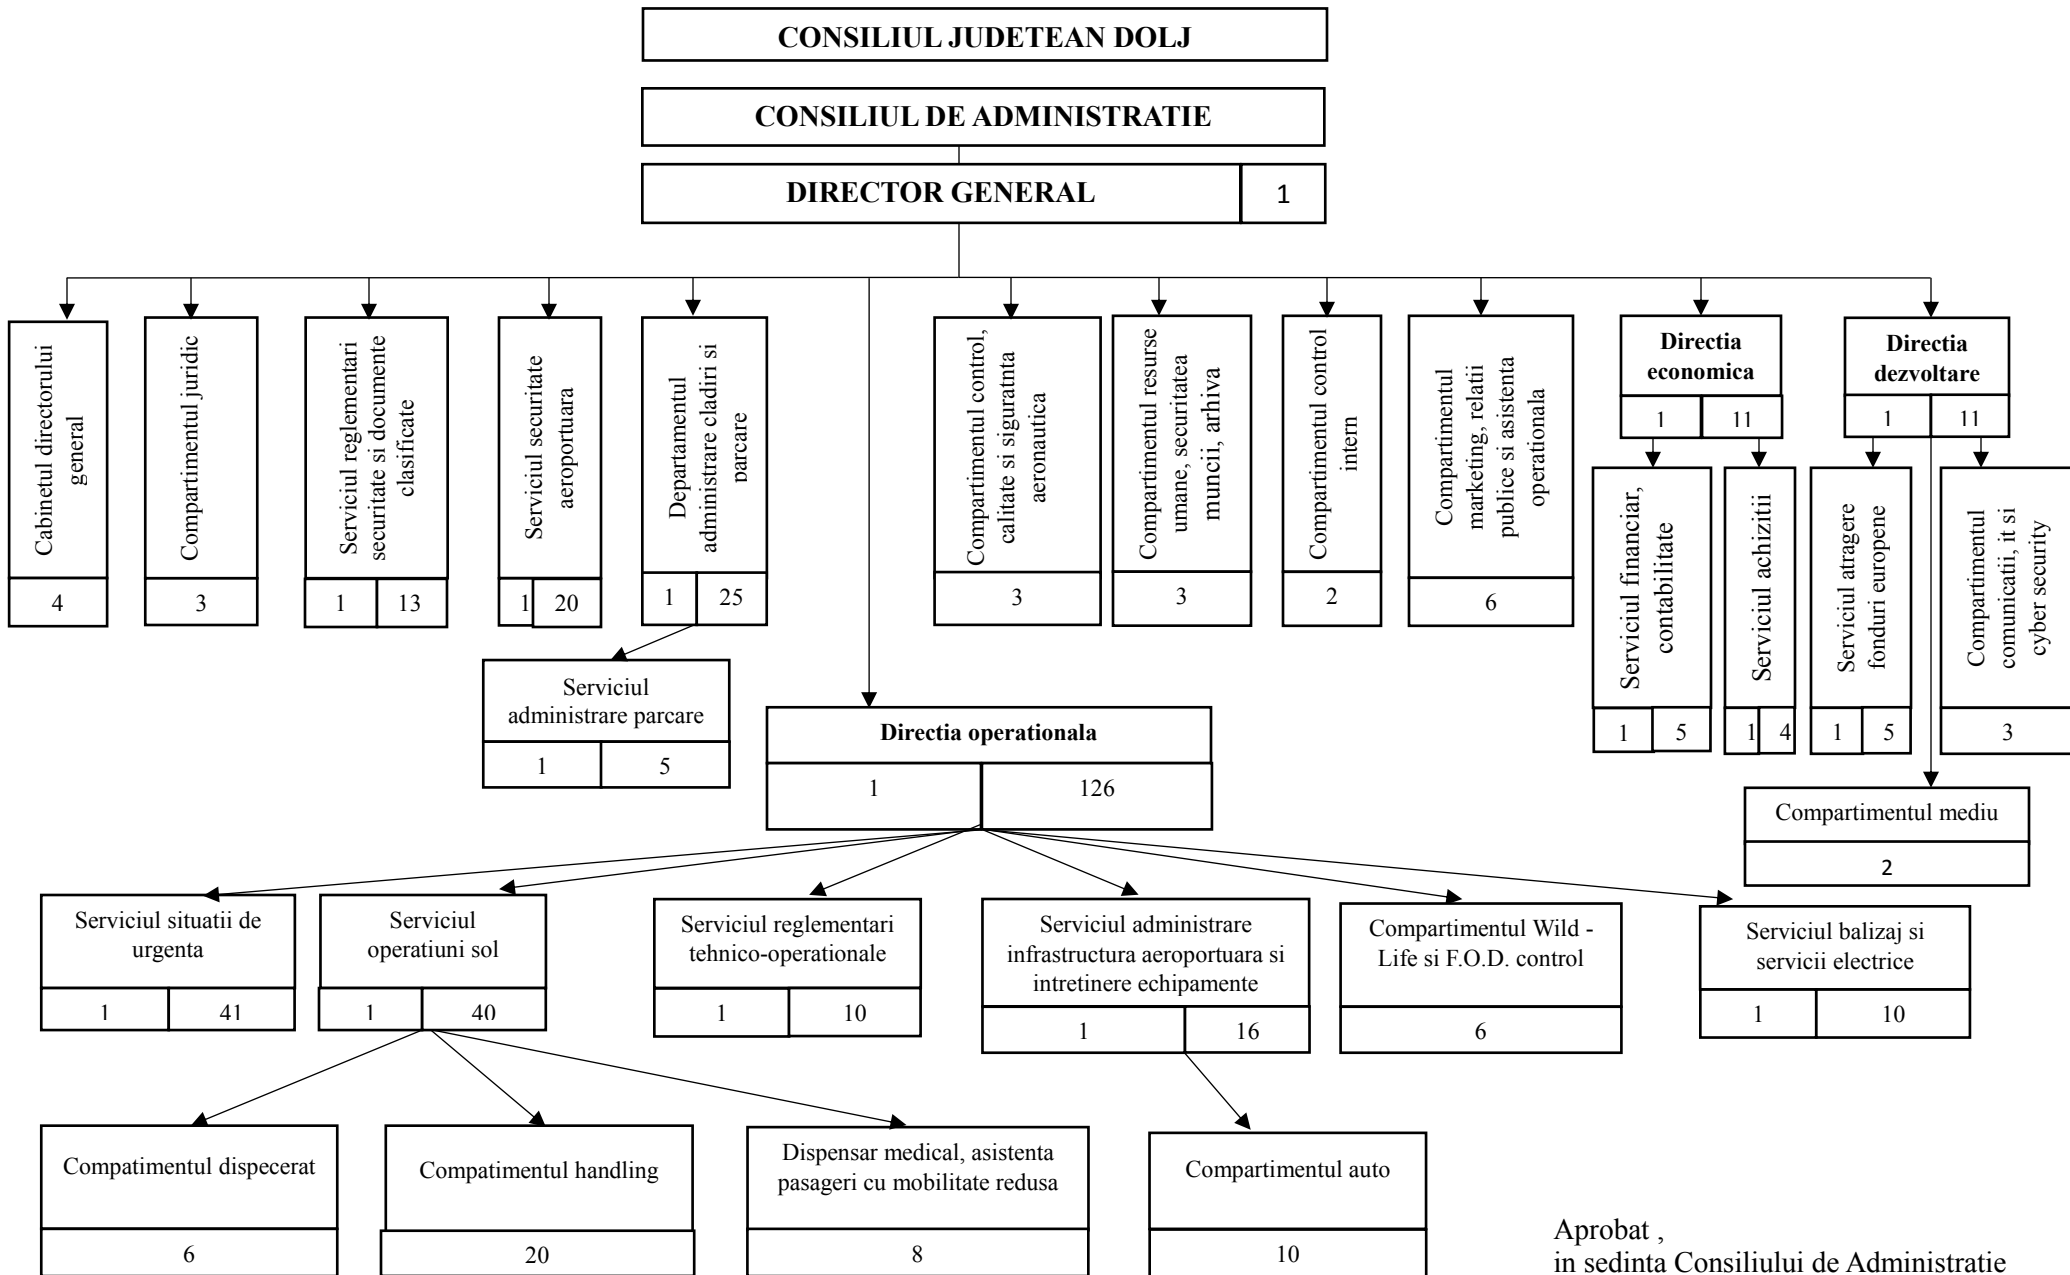 CONSILIUL JUDETEAN DOLJ
CONSILIUL DE ADMINISTRATIE
DIRECTOR GENERAL
1
Cabinetul directorului
general
4
Compartimentul juridic
3
Serviciul reglementari
securitate si documente
clasificate
1
13
Serviciul securitate
aeroportuara
1
20
Departamentul
administrare cladiri si
parcare
1
25
Compartimentul control,
calitate si siguratnta
aeronautica
3
Compartimentul resurse
umane, securitatea
muncii, arhiva
3
Compartimentul control
intern
2
Compartimentul
marketing, relatii
publice si asistenta
operationala
6
Directia
economica
1
11
Directia
dezvoltare
1
11
Serviciul financiar,
contabilitate
1
5
Serviciul achizitii
1
4
Serviciul atragere
fonduri europene
1
5
Compartimentul
comunicatii, it si
cyber security
3
Serviciul
administrare parcare
1
5
Directia operationala
1
126
Compartimentul mediu
2
Serviciul situatii de
urgenta
1
41
Serviciul
operatiuni sol
1
40
Serviciul reglementari
tehnico-operationale
1
10
Serviciul administrare
infrastructura aeroportuara si
intretinere echipamente
1
16
Compartimentul Wild -
Life si F.O.D. control
6
Serviciul balizaj si
servicii electrice
1
10
Compatimentul dispecerat
6
Compatimentul handling
20
Dispensar medical, asistenta
pasageri cu mobilitate redusa
8
Compartimentul auto
10
Aprobat ,
in sedinta Consiliului de Administratie